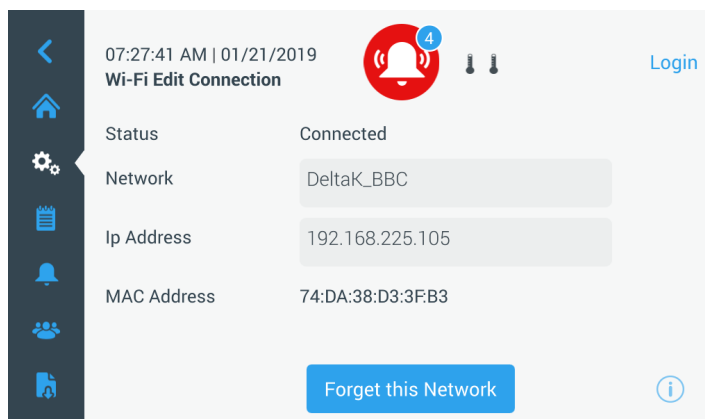 07:27:41 AM | 01/21/2019
Wi-Fi Edit Connection
4
Login
Status Connected
Network DeltaK_BBC
Ip Address 192.168.225.105
MAC Address 74:DA:38:D3:3F:B3
Forget this Network